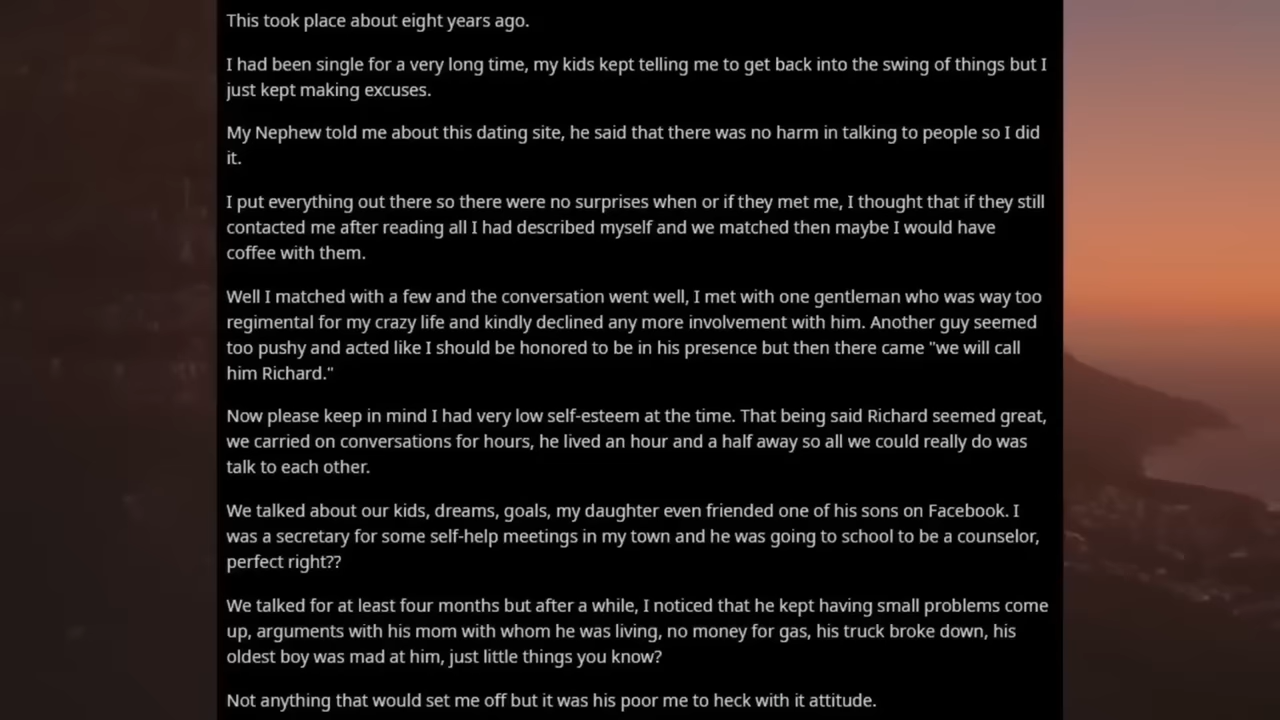 This took place about eight years ago.
I had been single for a very long time, my kids kept telling me to get back into the swing of things but I
just kept making excuses.
My Nephew told me about this dating site, he said that there was no harm in talking to people so I did
it.
I put everything out there so there were no surprises when or if they met me, I thought that if they still
contacted me after reading all I had described myself and we matched then maybe I would have
coffee with them.
Well I matched with a few and the conversation went well, I met with one gentleman who was way too
regimental for my crazy life and kindly declined any more involvement with him. Another guy seemed
too pushy and acted like I should be honored to be in his presence but then there came "we will call
him Richard."
Now please keep in mind I had very low self-esteem at the time. That being said Richard seemed great,
we carried on conversations for hours, he lived an hour and a half away so all we could really do was
talk to each other.
We talked about our kids, dreams, goals, my daughter even friended one of his sons on Facebook. I
was a secretary for some self-help meetings in my town and he was going to school to be a counselor,
perfect right??
We talked for at least four months but after a while, I noticed that he kept having small problems come
up, arguments with his mom with whom he was living, no money for gas, his truck broke down, his
oldest boy was mad at him, just little things you know?
Not anything that would set me off but it was his poor me to heck with it attitude.